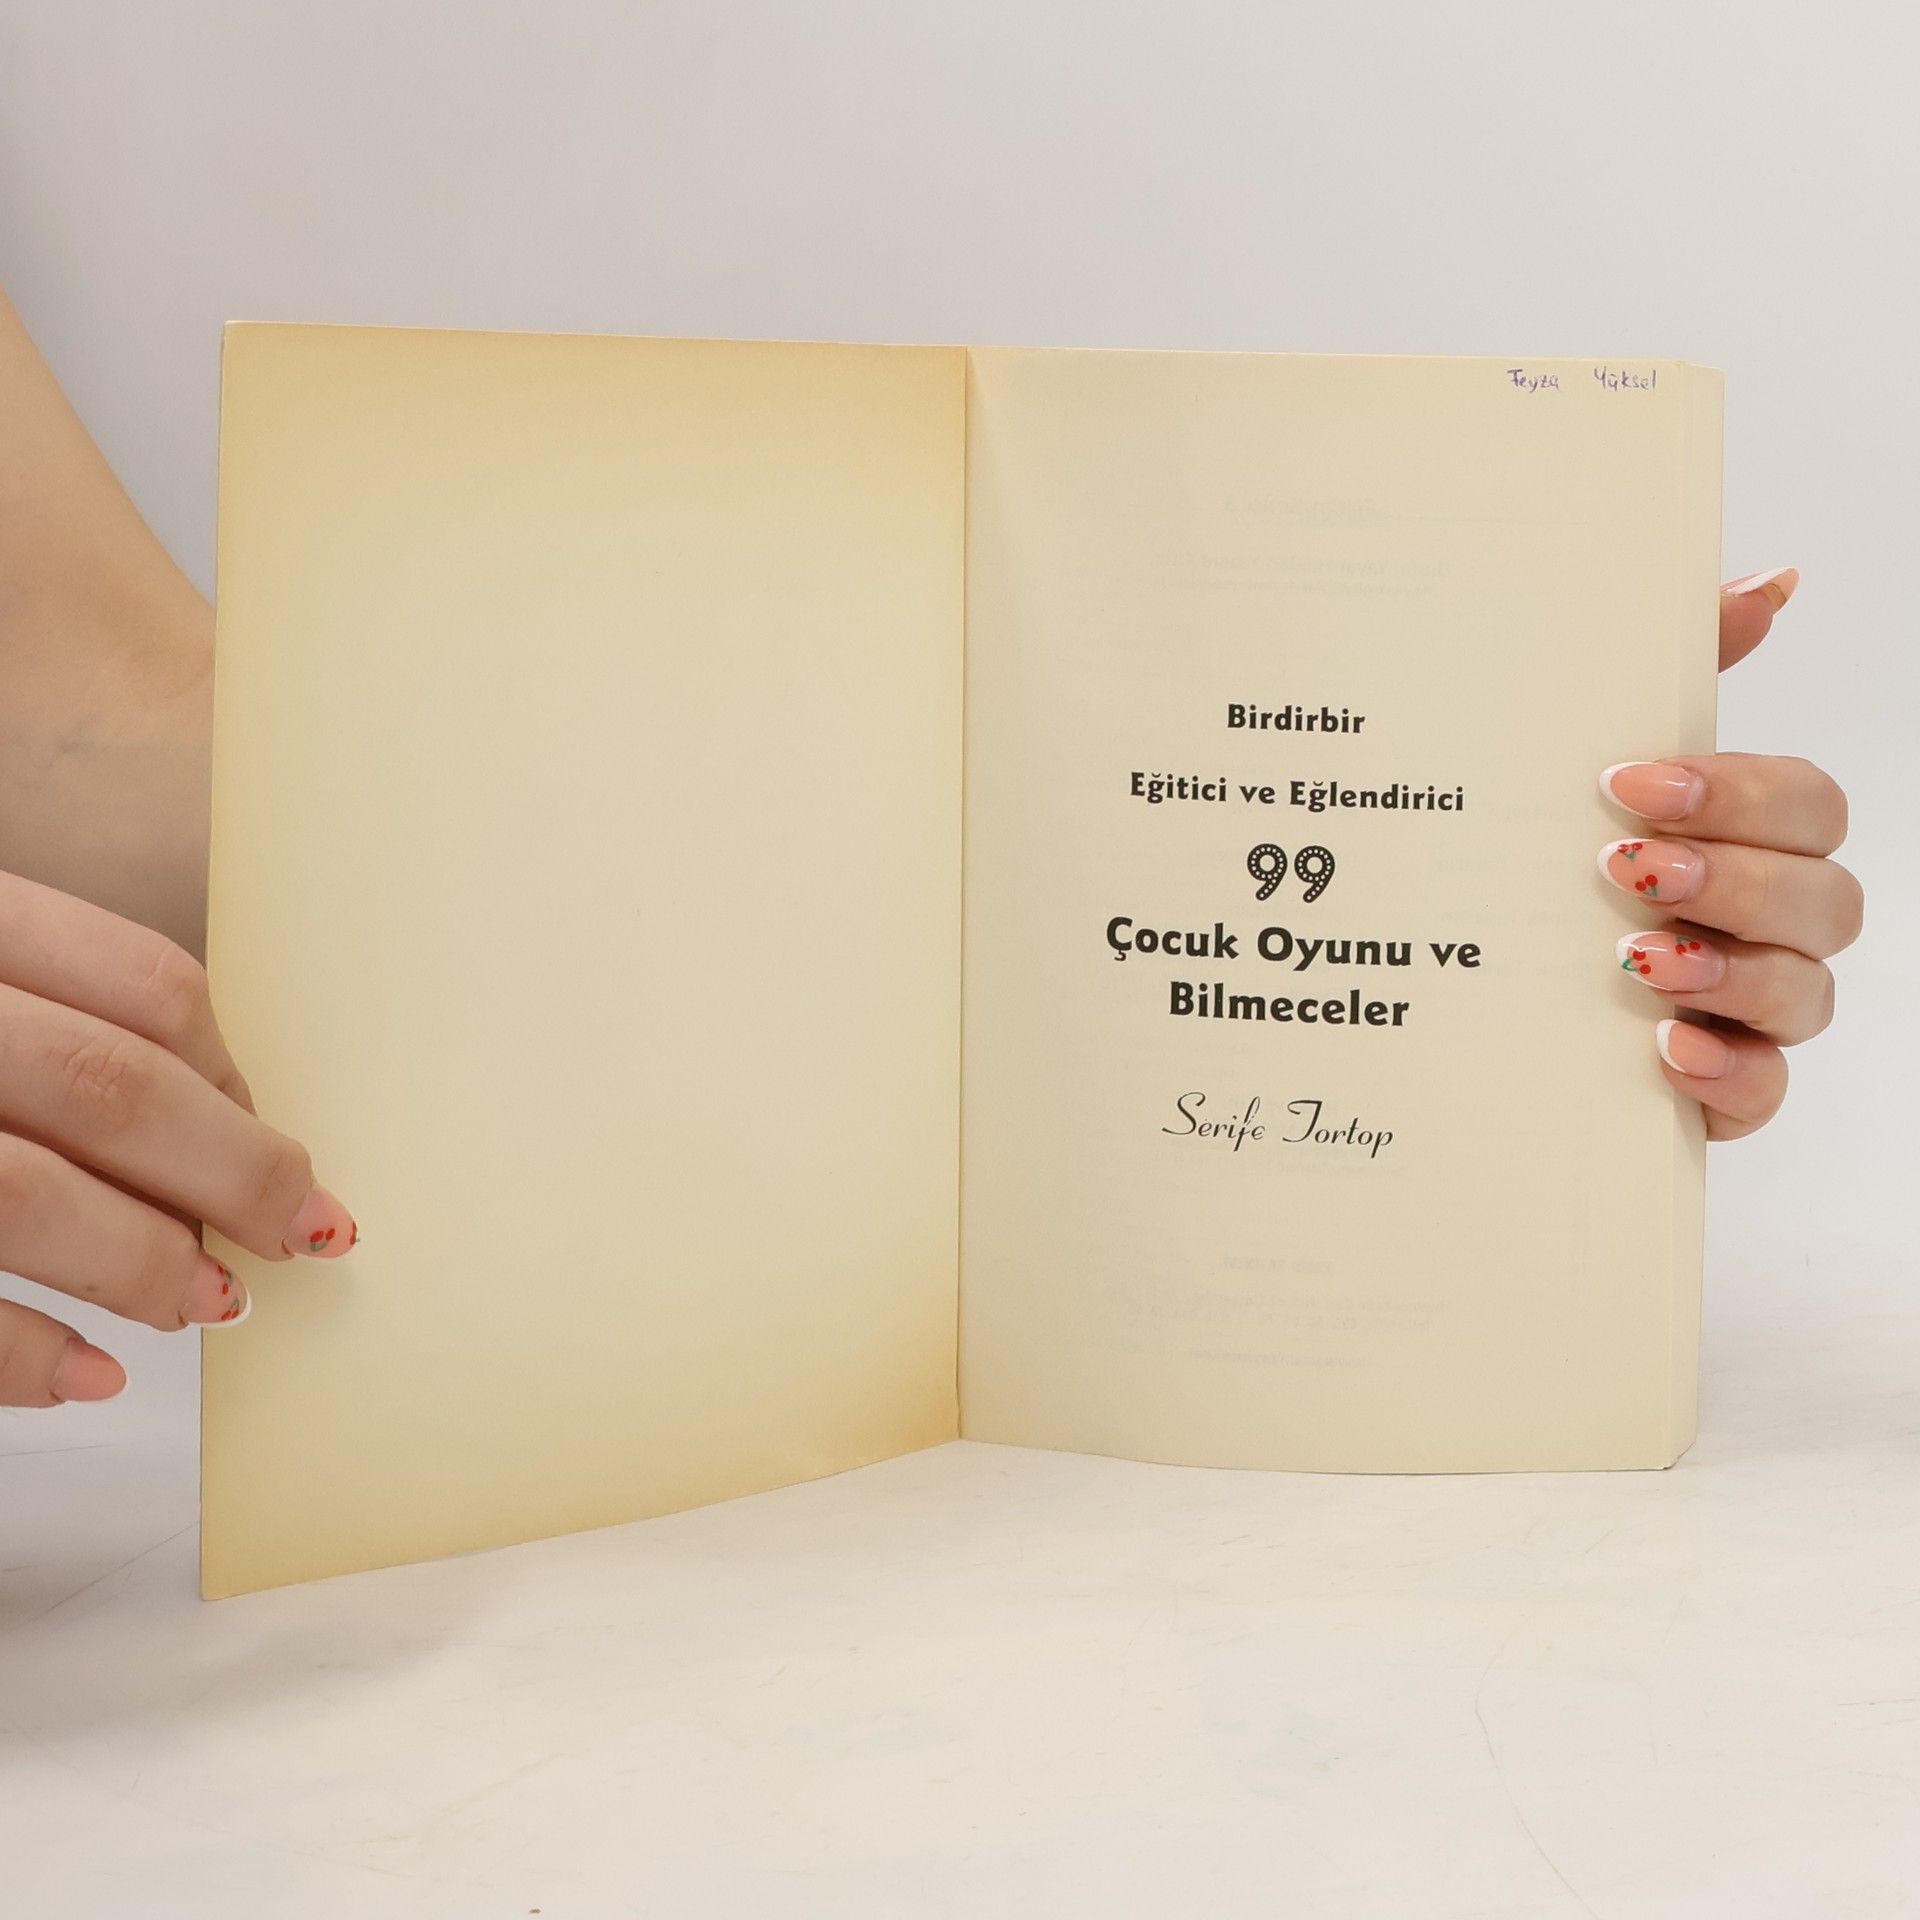 Feyza Yüksel
Birdirbir
Eğitici ve Eğlendirici
99
Çocuk Oyunu ve
Bilmeceler
Serife Tortop